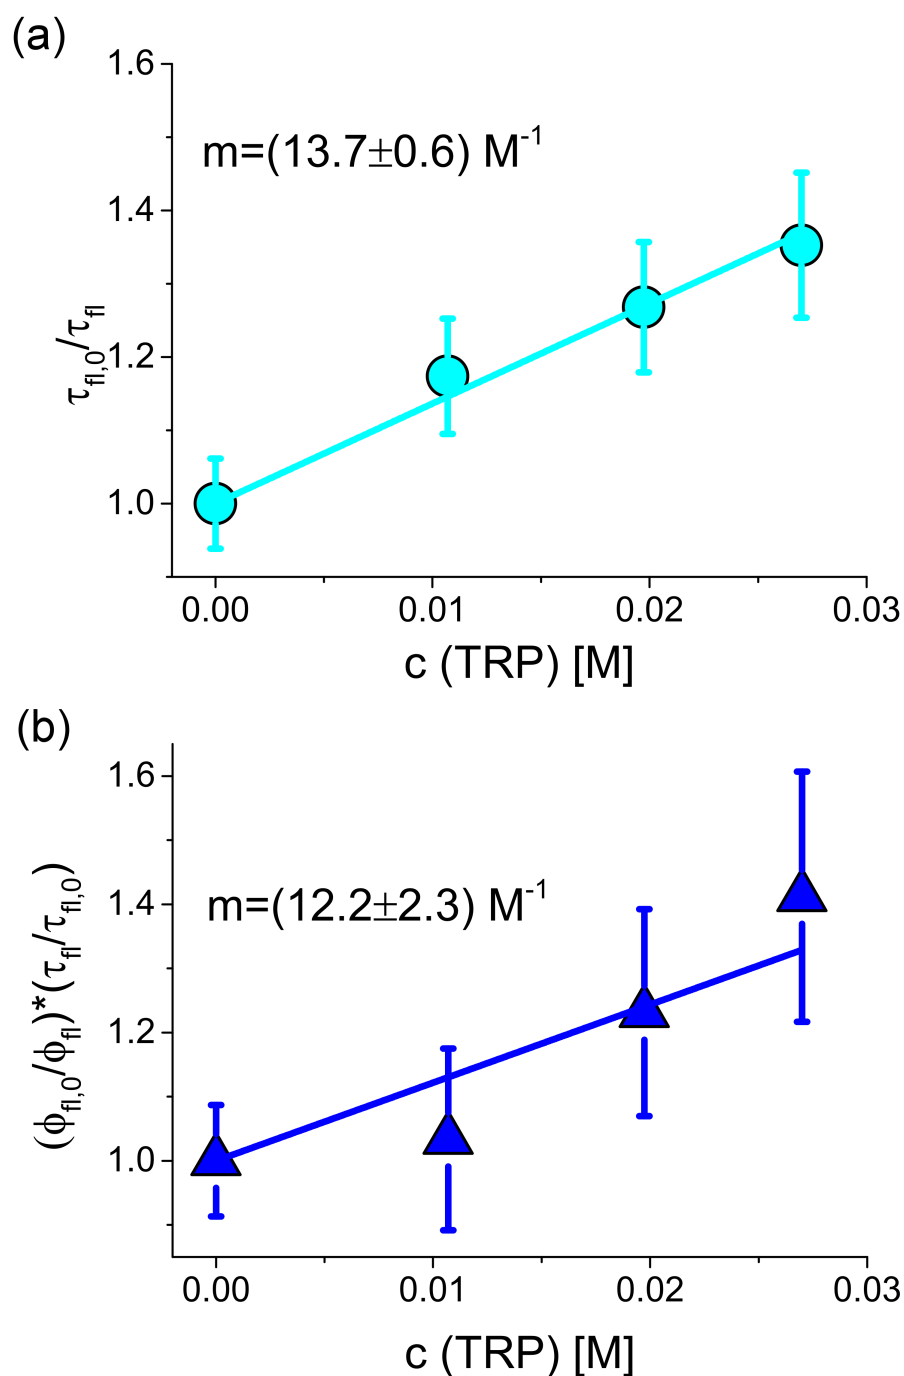 (a)
1.6
m=(13.7±0.6) M⁻¹
1.4
τfl,0/τfl
1.2
1.0
0.00 0.01 0.02 0.03
c (TRP) [M]
(b)
1.6
m=(12.2±2.3) M⁻¹
1.4
(ϕfl,0/ϕfl)*(τfl/τfl,0)
1.2
1.0
0.00 0.01 0.02 0.03
c (TRP) [M]